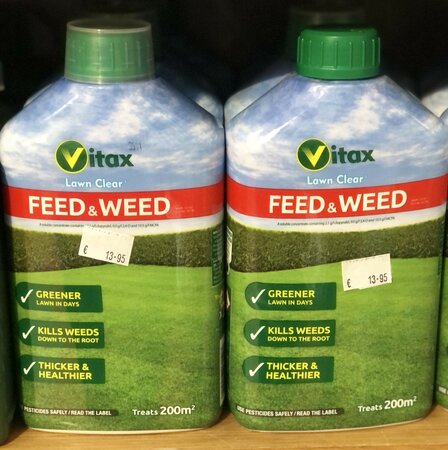 Vitax
Lawn Clear
FEED & WEED
€ 13-95
GREENER
LAWN IN DAYS
KILLS WEEDS
DOWN TO THE ROOT
THICKER &
HEALTHIER
PESTICIDES SAFELY / READ THE LABEL
Treats 200m²
Vitax
Lawn Clear
FEED & WEED
€ 13-95
GREENER
LAWN IN DAYS
KILLS WEEDS
DOWN TO THE ROOT
THICKER &
HEALTHIER
USE PESTICIDES SAFELY / READ THE LABEL
Treats 200m²